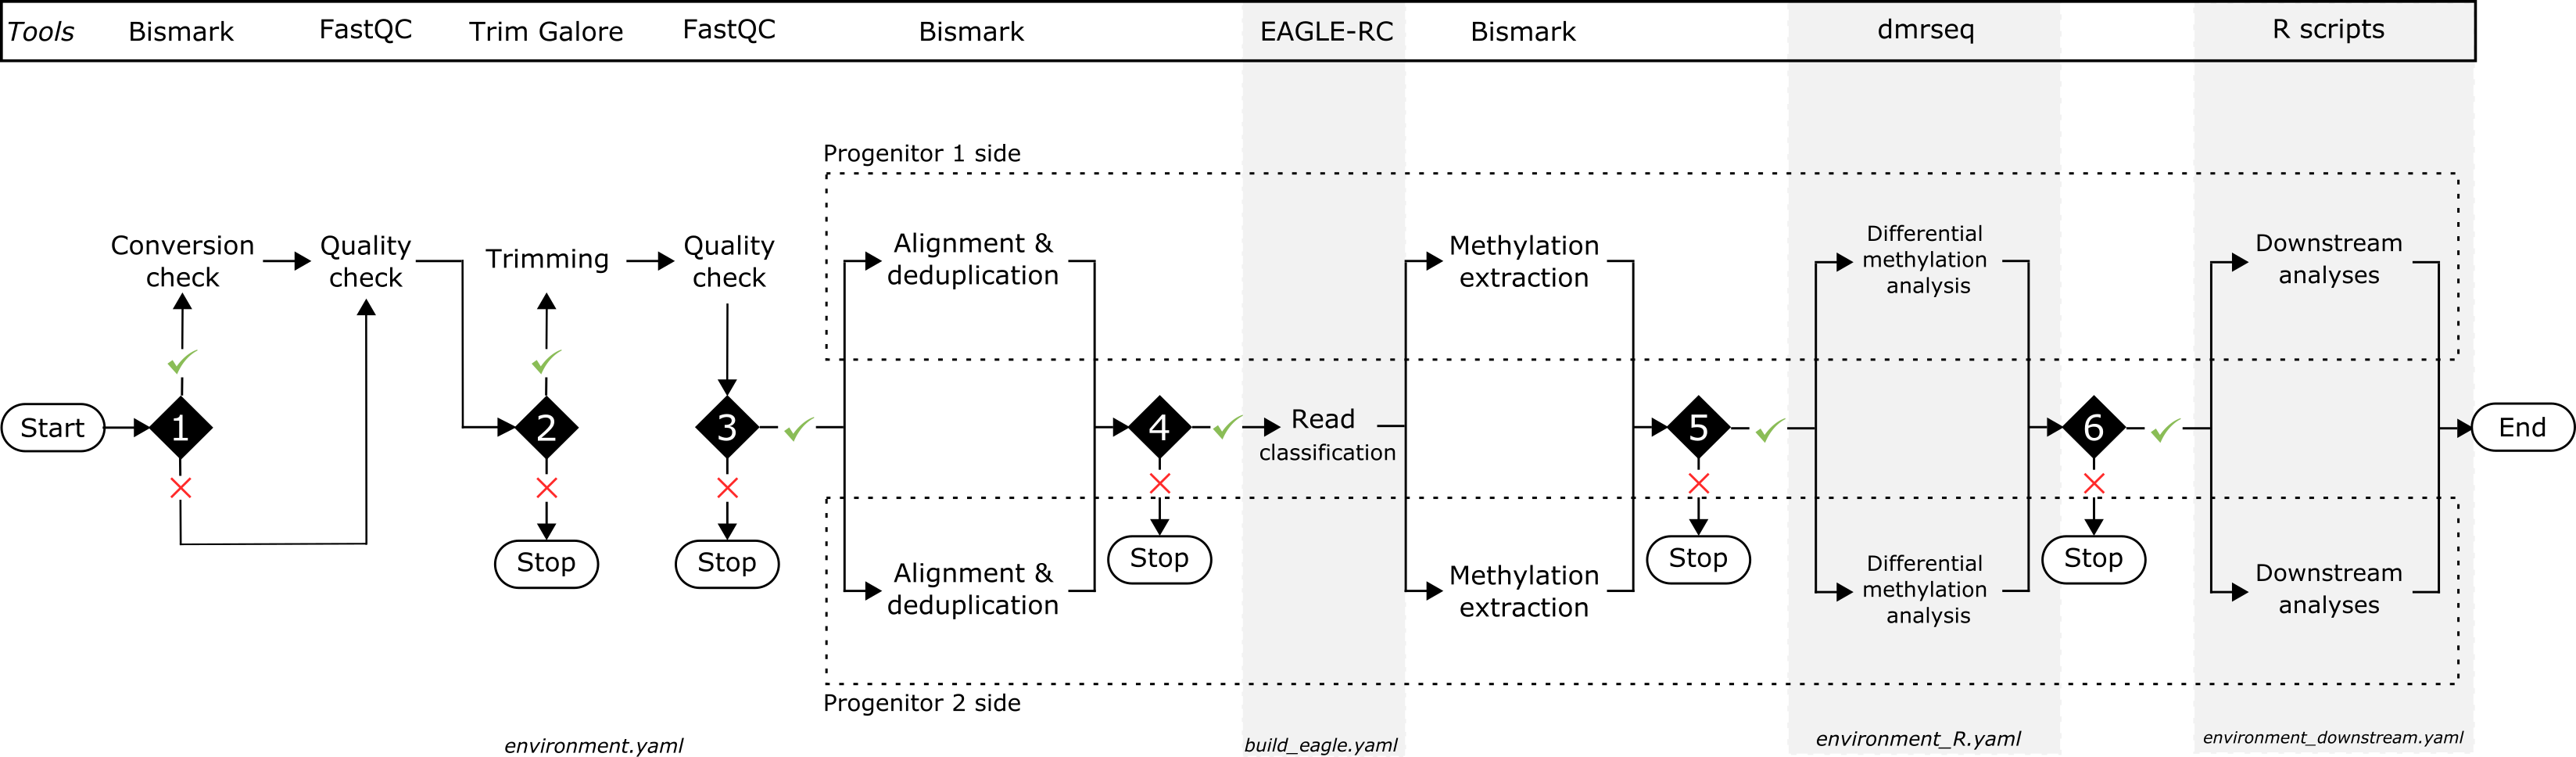 Tools Bismark FastQC Trim Galore FastQC Bismark EAGLE-RC Bismark dmrseq R scripts
Progenitor 1 side
Conversion
check
Quality
check
Trimming
Quality
check
Alignment &
deduplication
Methylation
extraction
Differential
methylation
analysis
Downstream
analyses
Start
1
2
3
4
Read
classification
5
6
End
Stop
Stop
Stop
Stop
Stop
Alignment &
deduplication
Methylation
extraction
Differential
methylation
analysis
Downstream
analyses
Progenitor 2 side
environment.yaml
build_eagle.yaml
environment_R.yaml
environment_downstream.yaml